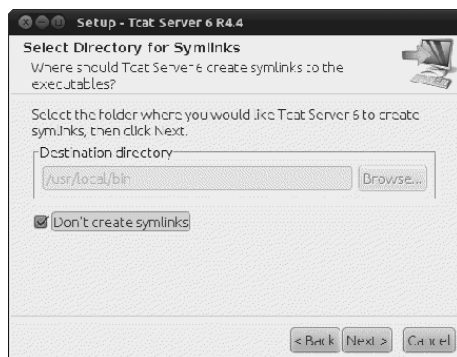 Setup - Tcat Server 6 R4.4
Select Directory for Symlinks
Where should Tcat Server 6 create symlinks to the
executables?
Select the folder where you would like Tcat Server 6 to create
symlinks, then click Next.
Destination directory
/usr/local/bin
Browse...
Don't create symlinks
< Back
Next >
Cancel